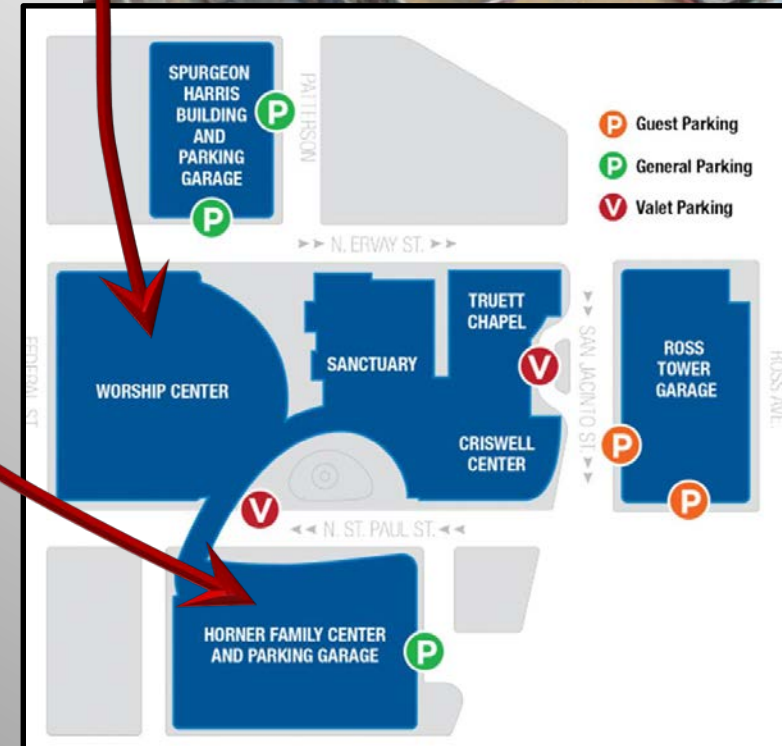 SPURGEON
HARRIS
BUILDING
AND
PARKING
GARAGE
P
P
PATTERSON
P Guest Parking
P General Parking
V Valet Parking
►► N. ERVAY ST. ►►
FEDERAL ST.
WORSHIP CENTER
SANCTUARY
TRUETT
CHAPEL
V
CRISWELL
CENTER
►► SAN JACINTO ST. ►►
ROSS
TOWER
GARAGE
P
P
ROSS AVE.
V
◄◄ N. ST. PAUL ST. ◄◄
HORNER FAMILY CENTER
AND PARKING GARAGE
P